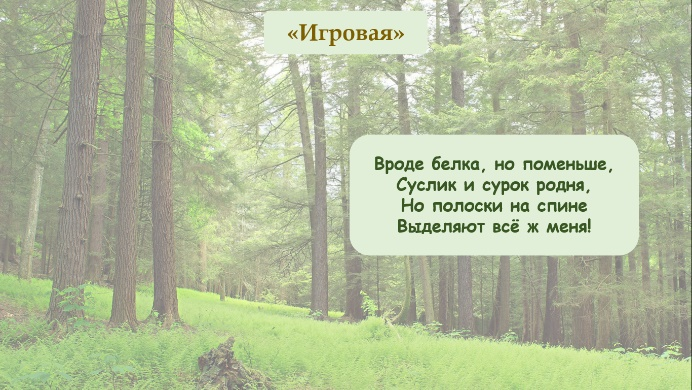 «Игровая»
Вроде белка, но поменьше,
Суслик и сурок родня,
Но полоски на спине
Выделяют всё ж меня!